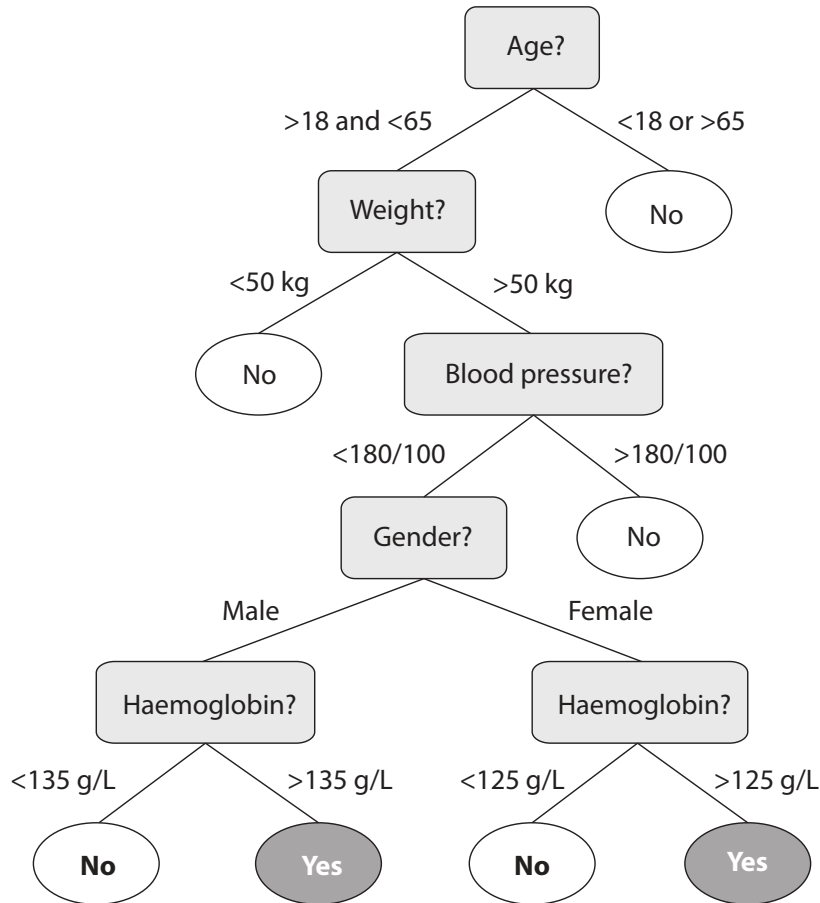 Age?
>18 and <65
<18 or >65
Weight?
No
<50 kg
>50 kg
No
Blood pressure?
<180/100
>180/100
Gender?
No
Male
Female
Haemoglobin?
Haemoglobin?
<135 g/L
>135 g/L
<125 g/L
>125 g/L
No
Yes
No
Yes